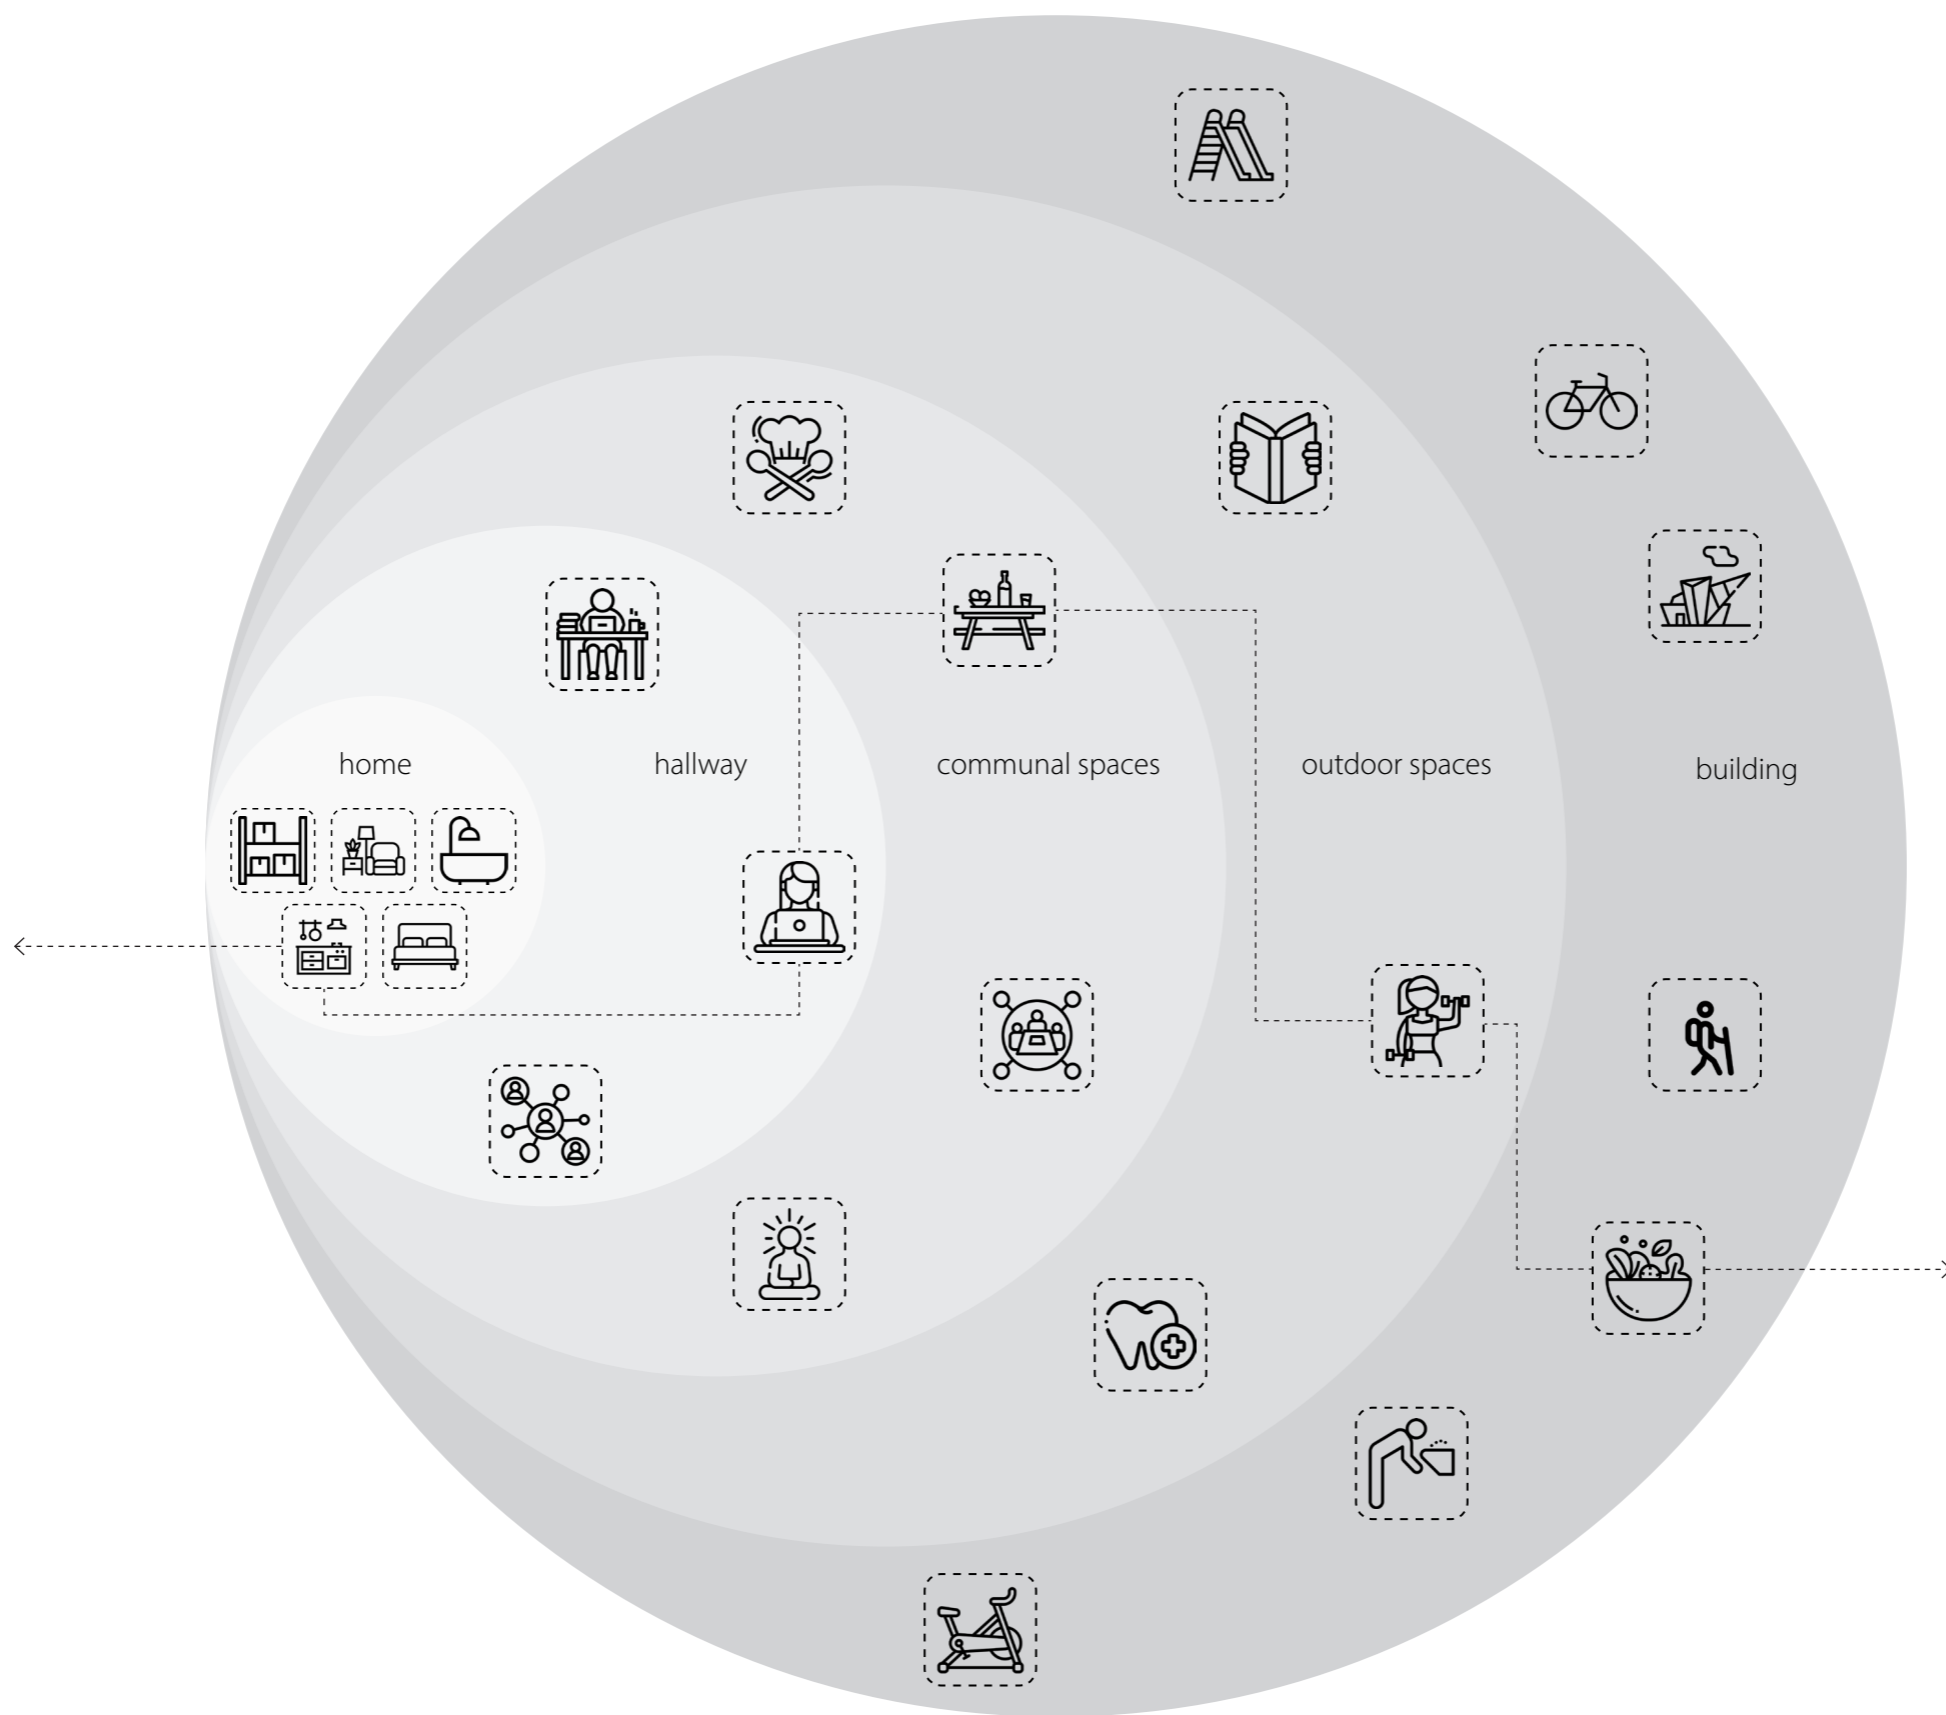 home
hallway
communal spaces
outdoor spaces
building